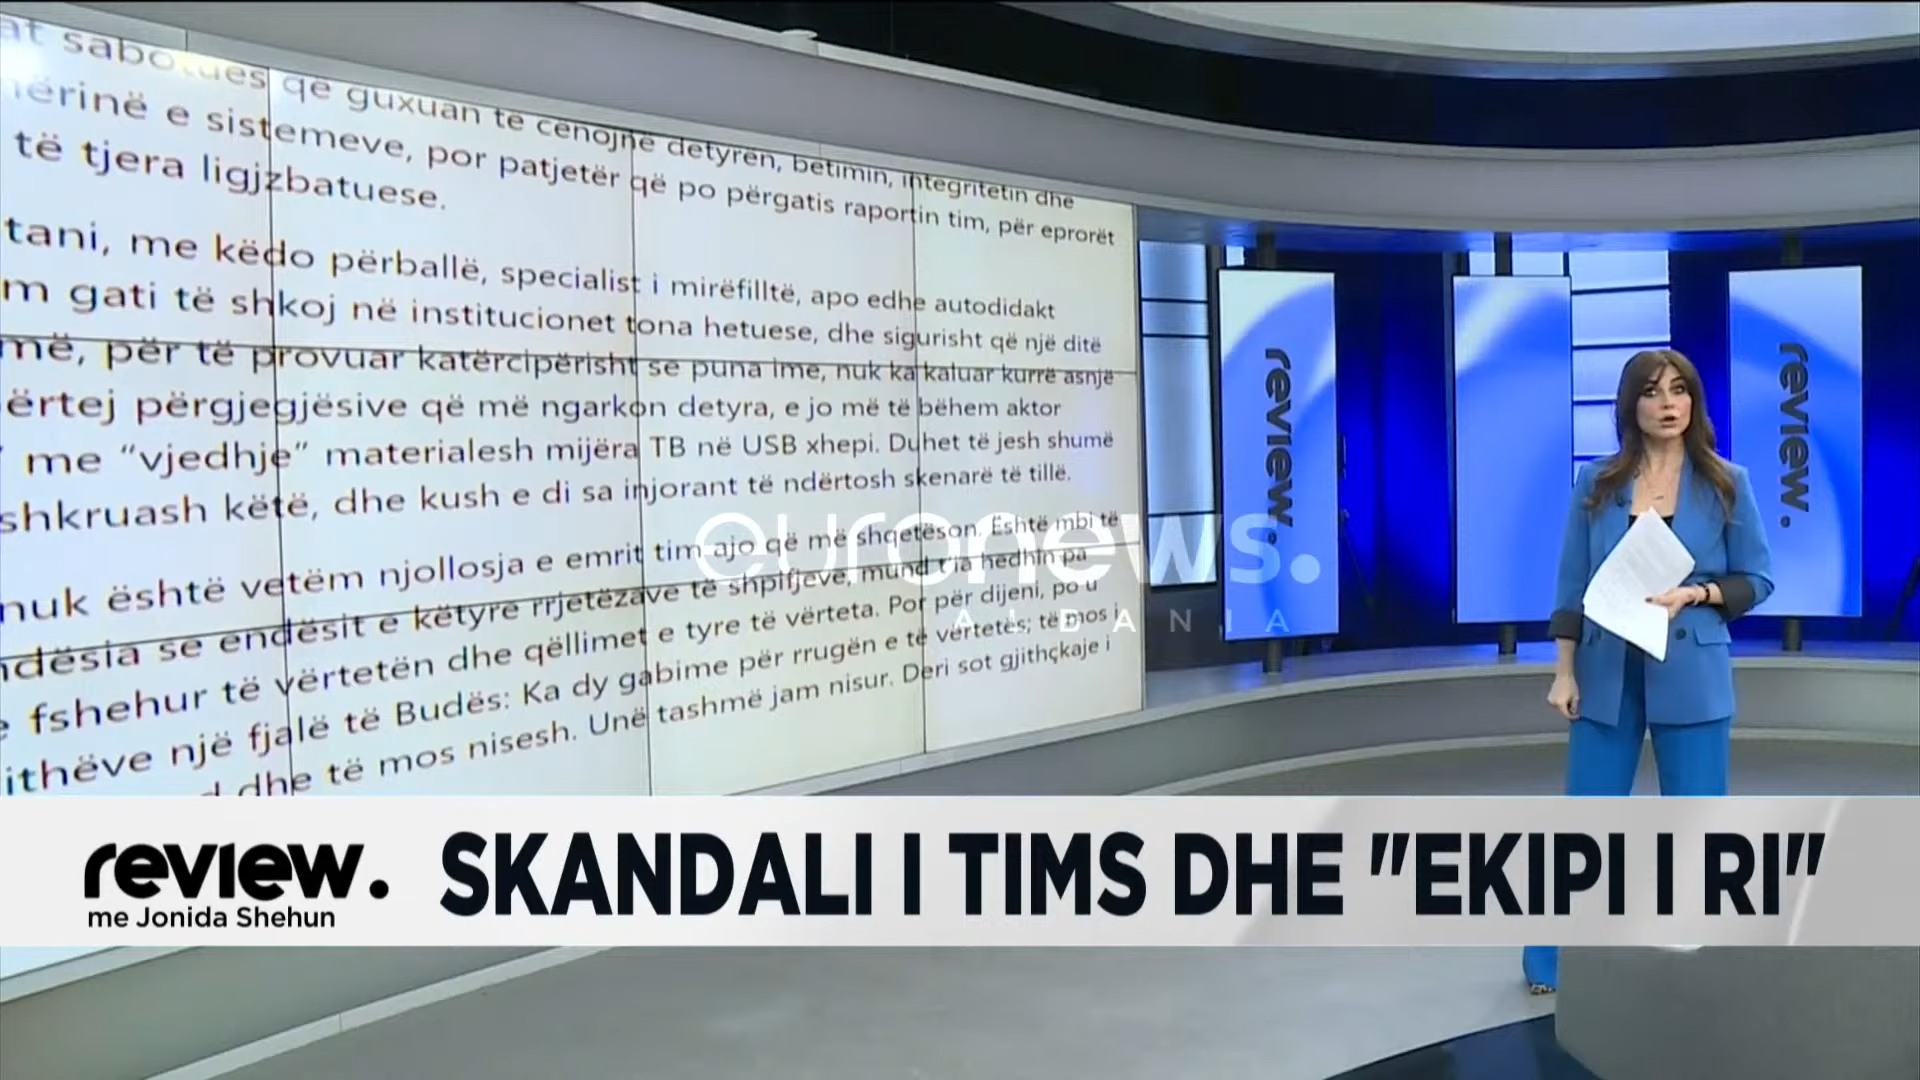 at sabotues që guxuan të cënojnë detyrën, betimin, integritetin dhe
hërinë e sistemeve, por patjetër që po përgatis raportin tim, për eprorët
të tjera ligjzbatuese.
tani, me këdo përballë, specialist i mirëfilltë, apo edhe autodidakt
m gati të shkoj në institucionet tona hetuese, dhe sigurisht që një ditë
më, për të provuar katërcipërisht se puna ime, nuk ka kaluar kurrë asnjë
ërtej përgjegjësive që më ngarkon detyra, e jo më të bëhem aktor
me “vjedhje” materialesh mijëra TB në USB xhepi. Duhet të jesh shumë
shkruash këtë, dhe kush e di sa injorant të ndërtosh skenarë të tillë.
nuk është vetëm njollosja e emrit tim ajo që më shqetëson. Është mbi të
ndësia se endësit e këtyre rrjetëzave të shpifjeve, mund t'ia hedhin pa
e fshehur të vërtetën dhe qëllimet e tyre të vërteta. Por për dijeni, po u
ithëve një fjalë të Budës: Ka dy gabime për rrugën e të vërtetës; të mos i
d dhe të mos nisesh. Unë tashmë jam nisur. Deri sot gjithçkaje i
review.
review.
euronews.
ALBANIA
review.
me Jonida Shehun
SKANDALI I TIMS DHE "EKIPI I RI"